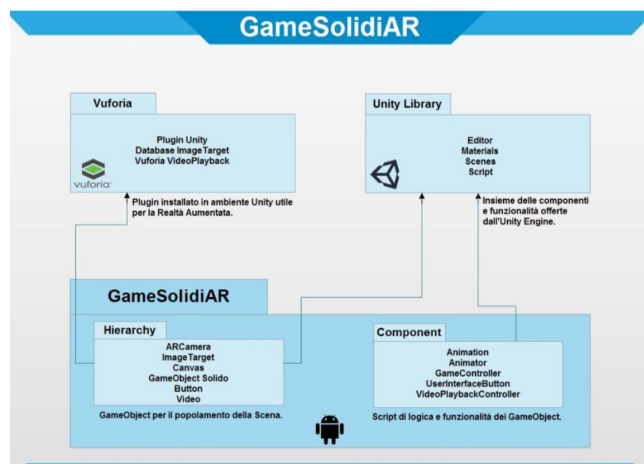 GameSolidiAR
Vuforia
Plugin Unity
Database ImageTarget
Vuforia VideoPlayback
vuforia
Plugin installato in ambiente Unity utile
per la Realtà Aumentata.
Unity Library
Editor
Materials
Scenes
Script
Insieme delle componenti
e funzionalità offerte
dall'Unity Engine.
GameSolidiAR
Hierarchy
ARCamera
ImageTarget
Canvas
GameObject Solido
Button
Video
GameObject per il popolamento della Scena.
Component
Animation
Animator
GameController
UserInterfaceButton
VideoPlaybackController
Script di logica e funzionalità dei GameObject.